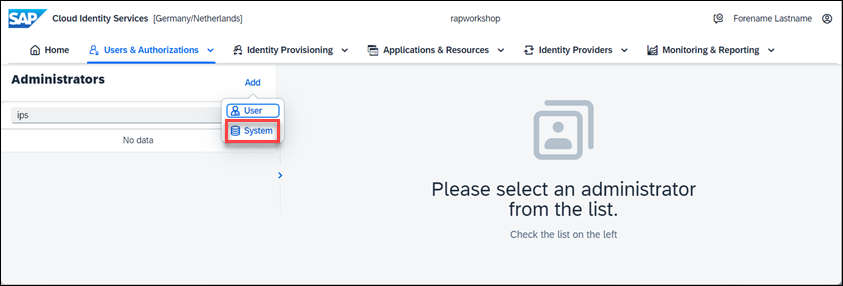 SAP Cloud Identity Services [Germany/Netherlands] rapworkshop Forename Lastname
Home Users & Authorizations Identity Provisioning Applications & Resources Identity Providers Monitoring & Reporting
Administrators Add
ips
User
System
No data
Please select an administrator
from the list.
Check the list on the left